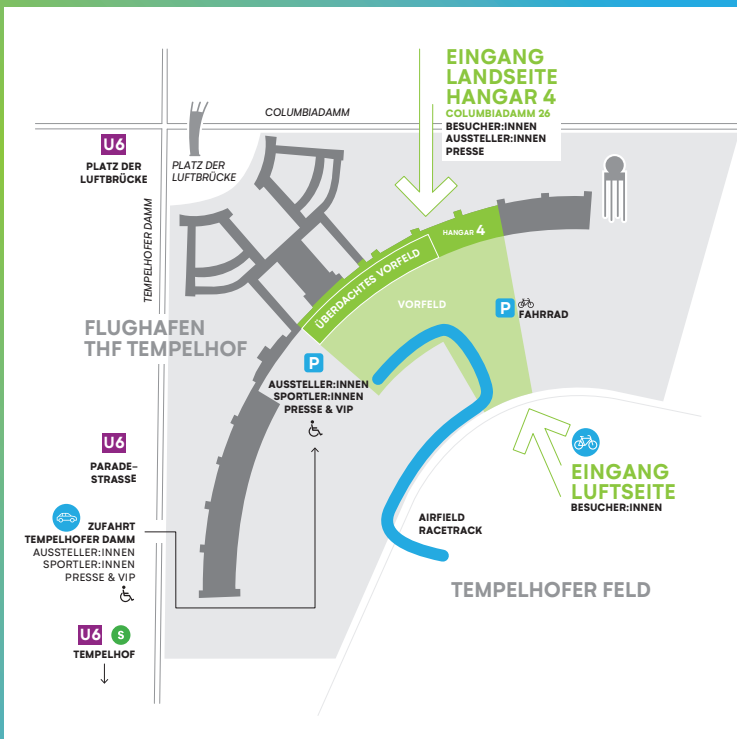 EINGANG
LANDSEITE
HANGAR 4
COLUMBIADAMM 26
BESUCHER:INNEN
AUSSTELLER:INNEN
PRESSE
COLUMBIADAMM
U6
PLATZ DER
LUFTBRÜCKE
PLATZ DER
LUFTBRÜCKE
TEMPELHOFER DAMM
HANGAR 4
ÜBERDACHTES VORFELD
VORFELD
P
FAHRRAD
FLUGHAFEN
THF TEMPELHOF
P
AUSSTELLER:INNEN
SPORTLER:INNEN
PRESSE & VIP
U6
PARADE-
STRASSE
EINGANG
LUFTSEITE
BESUCHER:INNEN
ZUFAHRT
TEMPELHOFER DAMM
AUSSTELLER:INNEN
SPORTLER:INNEN
PRESSE & VIP
AIRFIELD
RACETRACK
TEMPELHOFER FELD
U6 S
TEMPELHOF